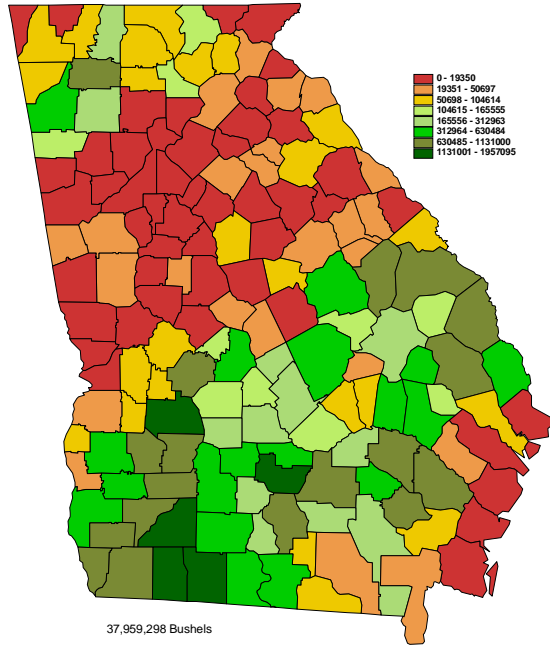 0 - 19350
19351 - 50697
50698 - 104614
104615 - 165555
165556 - 312963
312964 - 630484
630485 - 1131000
1131001 - 1957095
37,959,298 Bushels